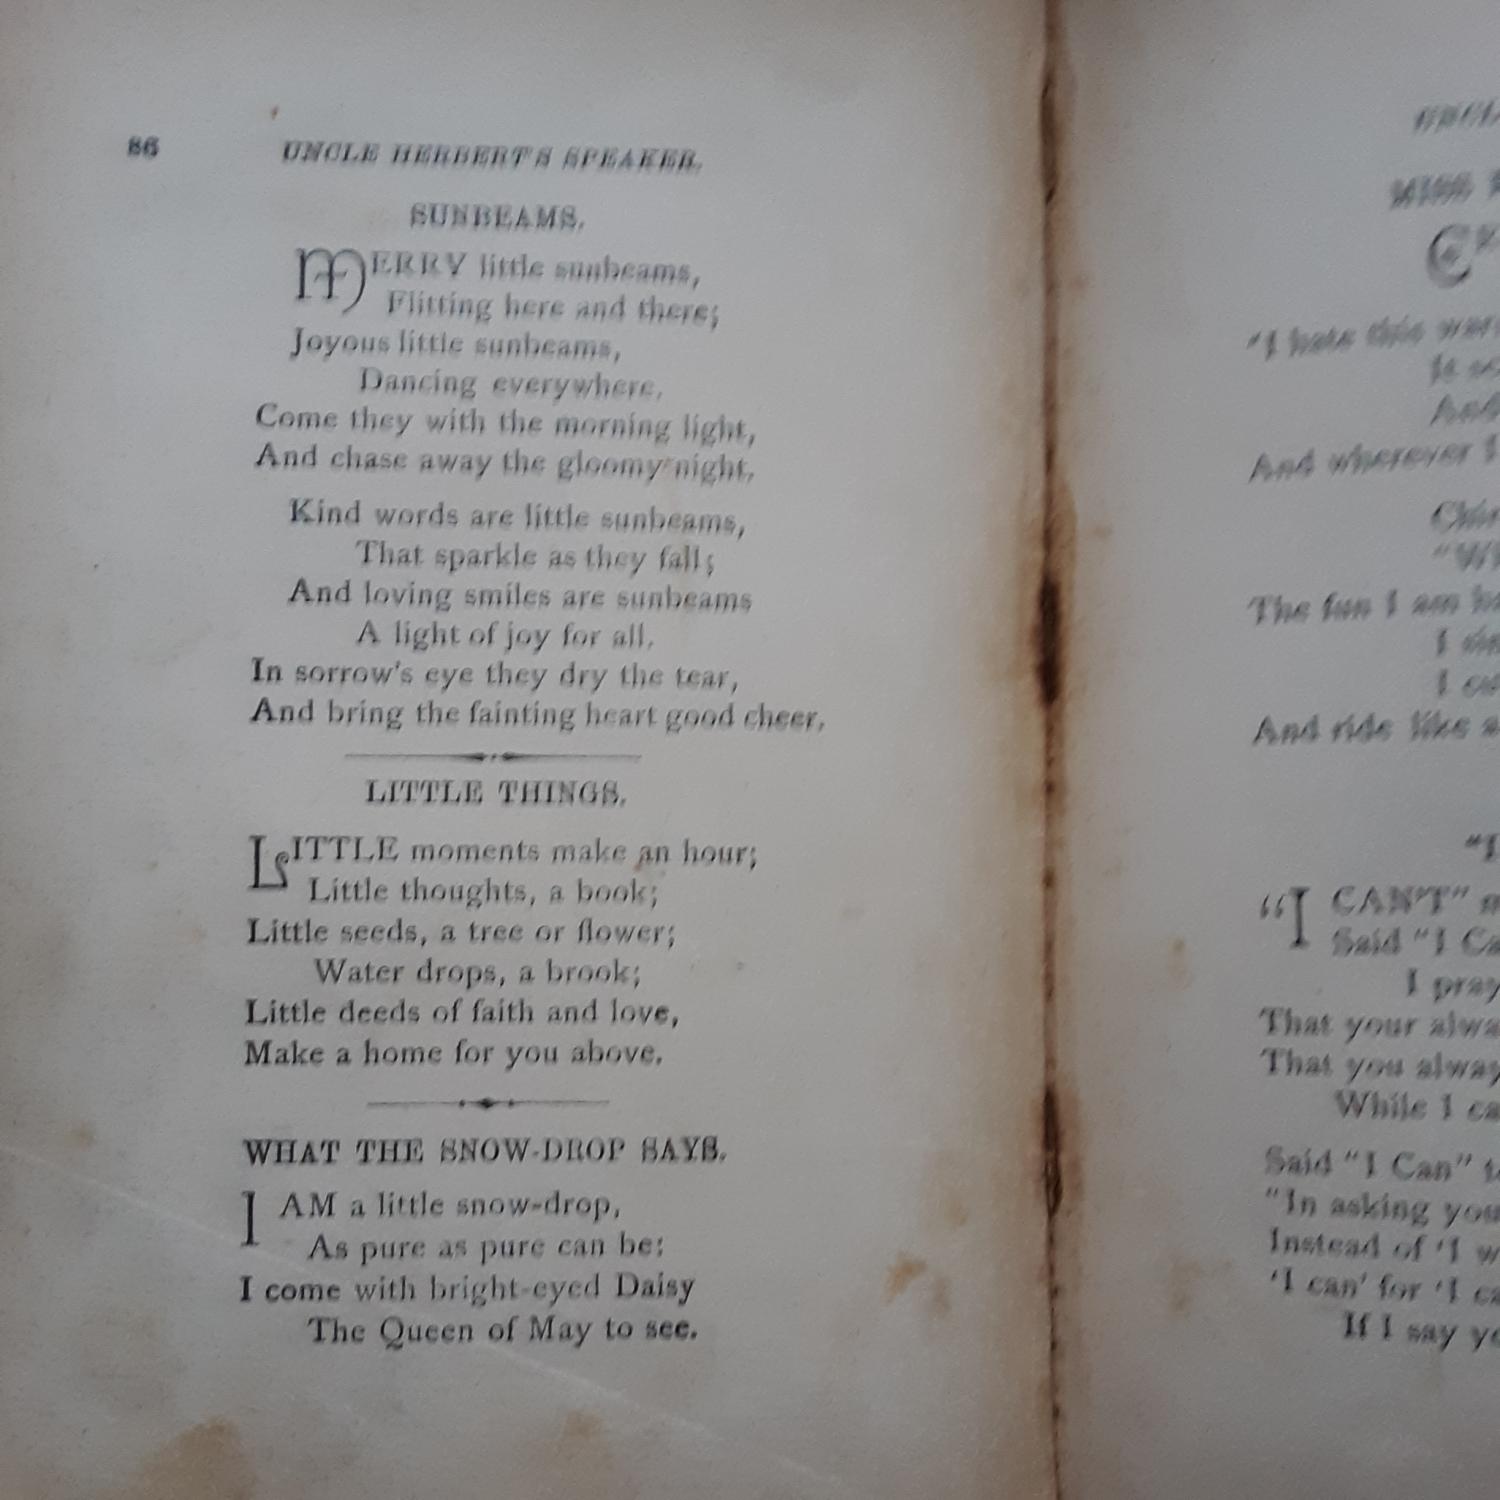 86
UNCLE HERBERT'S SPEAKER.
SUNBEAMS.
MERRY little sunbeams,
Flitting here and there;
Joyous little sunbeams,
Dancing everywhere.
Come they with the morning light,
And chase away the gloomy night.
Kind words are little sunbeams,
That sparkle as they fall;
And loving smiles are sunbeams
A light of joy for all.
In sorrow's eye they dry the tear,
And bring the fainting heart good cheer.
LITTLE THINGS.
LITTLE moments make an hour;
Little thoughts, a book;
Little seeds, a tree or flower;
Water drops, a brook;
Little deeds of faith and love,
Make a home for you above.
WHAT THE SNOW-DROP SAYS.
I AM a little snow-drop,
As pure as pure can be;
I come with bright-eyed Daisy
The Queen of May to see.
MISS
"I hate this
And
And wherever I
The fun I am
I
I
And ride like a
"I
"I CAN'T"
Said "I
I pray
That your
That you
While I
Said "I Can"
"In asking
Instead of 'I
'I can' for 'I
If I say